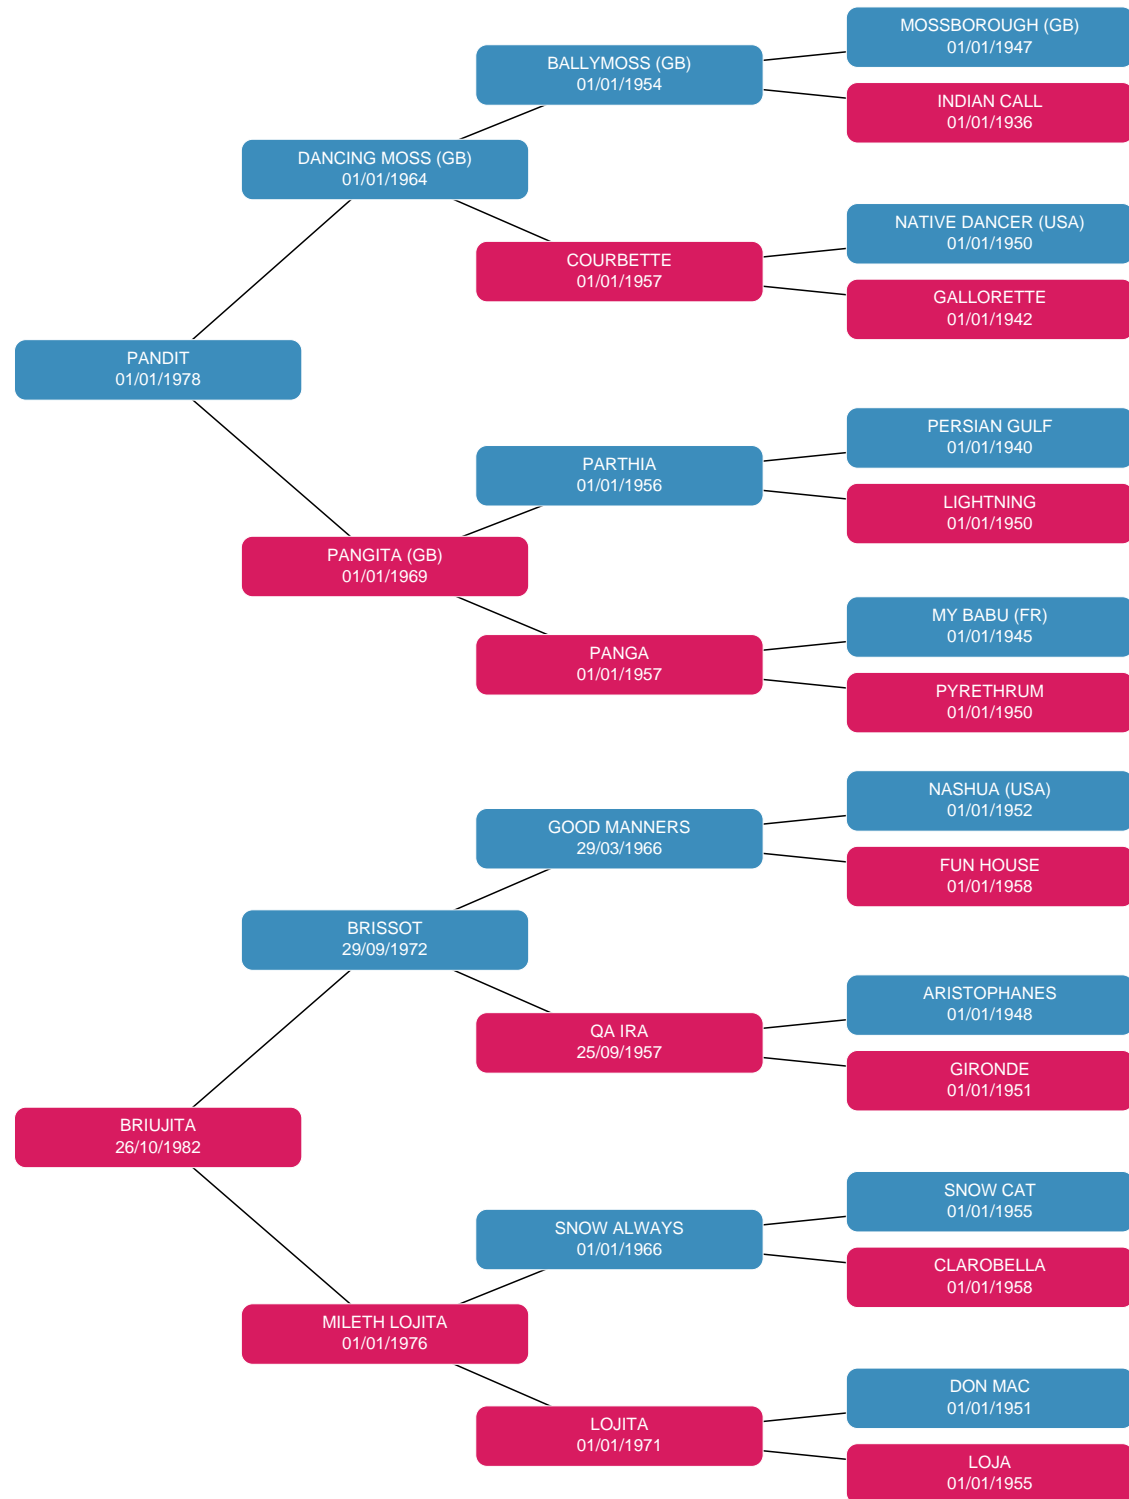 MOSSBOROUGH (GB)
01/01/1947
BALLYMOSS (GB)
01/01/1954
INDIAN CALL
01/01/1936
DANCING MOSS (GB)
01/01/1964
NATIVE DANCER (USA)
01/01/1950
COURBETTE
01/01/1957
GALLORETTE
01/01/1942
PANDIT
01/01/1978
PERSIAN GULF
01/01/1940
PARTHIA
01/01/1956
LIGHTNING
01/01/1950
PANGITA (GB)
01/01/1969
MY BABU (FR)
01/01/1945
PANGA
01/01/1957
PYRETHRUM
01/01/1950
NASHUA (USA)
01/01/1952
GOOD MANNERS
29/03/1966
FUN HOUSE
01/01/1958
BRISSOT
29/09/1972
ARISTOPHANES
01/01/1948
QA IRA
25/09/1957
GIRONDE
01/01/1951
BRIUJITA
26/10/1982
SNOW CAT
01/01/1955
SNOW ALWAYS
01/01/1966
CLAROBELLA
01/01/1958
MILETH LOJITA
01/01/1976
DON MAC
01/01/1951
LOJITA
01/01/1971
LOJA
01/01/1955